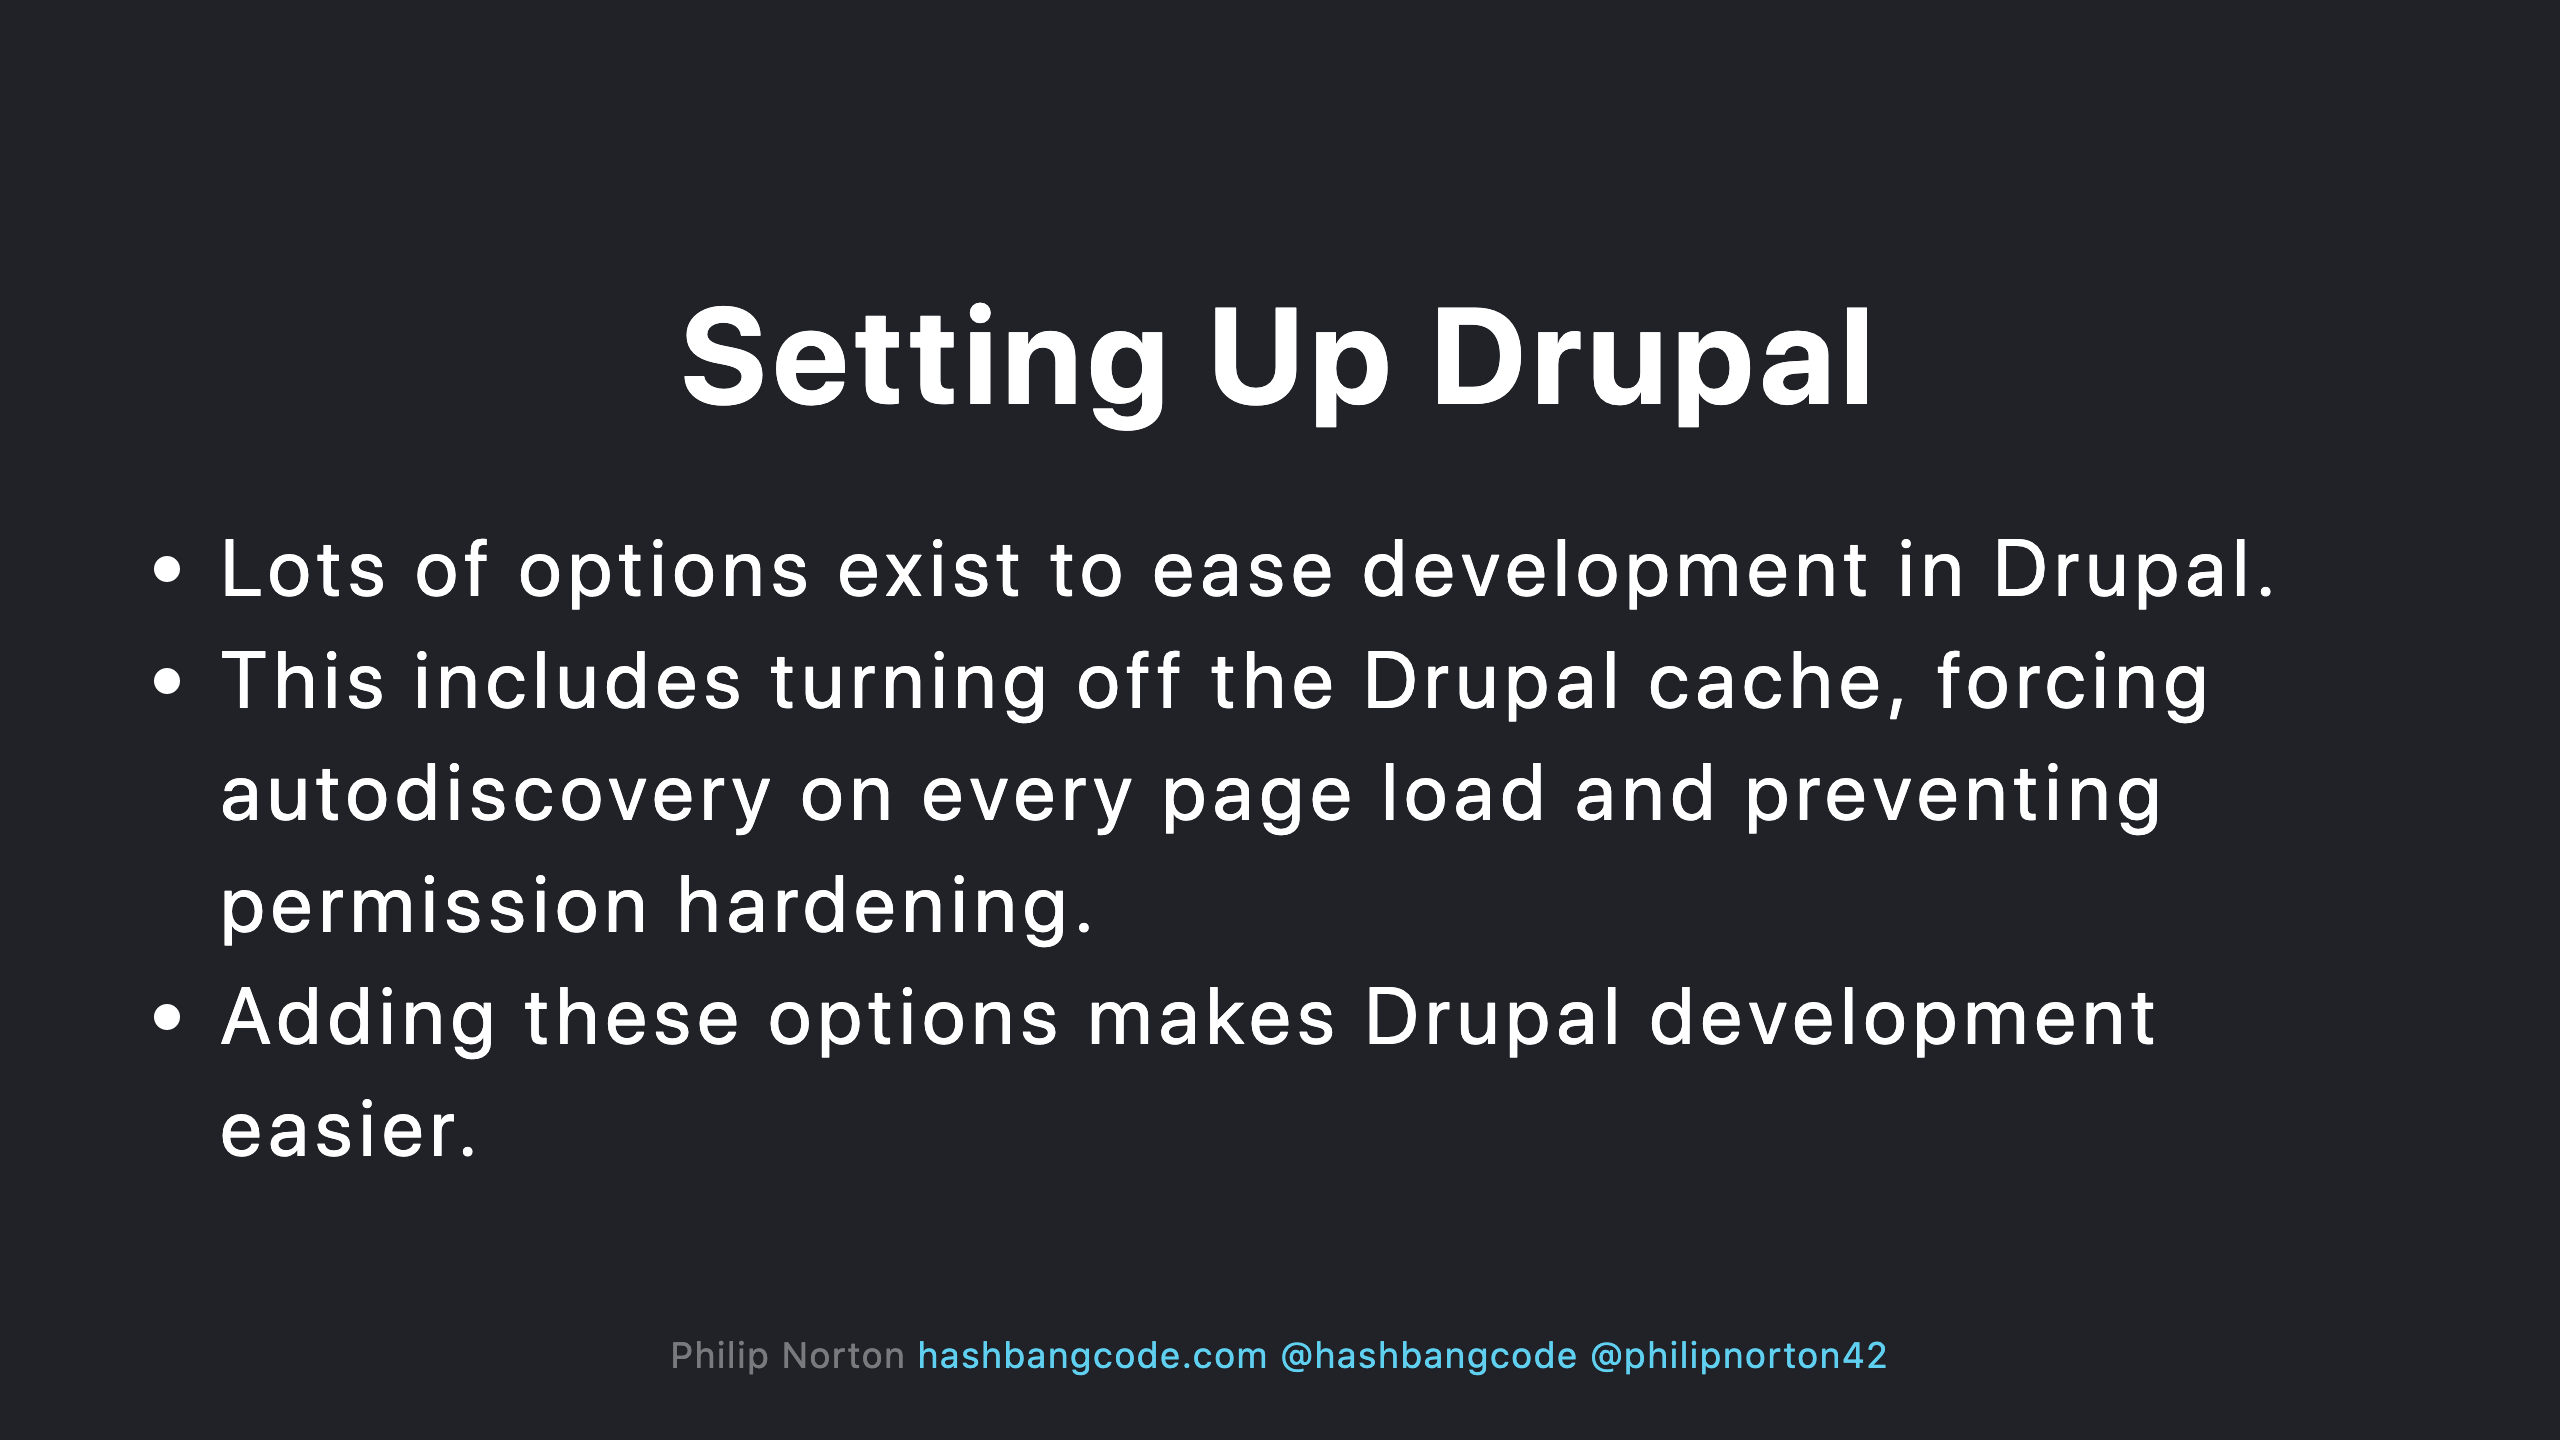 Setting Up Drupal
• Lots of options exist to ease development in Drupal.
• This includes turning off the Drupal cache, forcing
autodiscovery on every page load and preventing
permission hardening.
• Adding these options makes Drupal development
easier.
Philip Norton hashbangcode.com @hashbangcode @philipnorton42